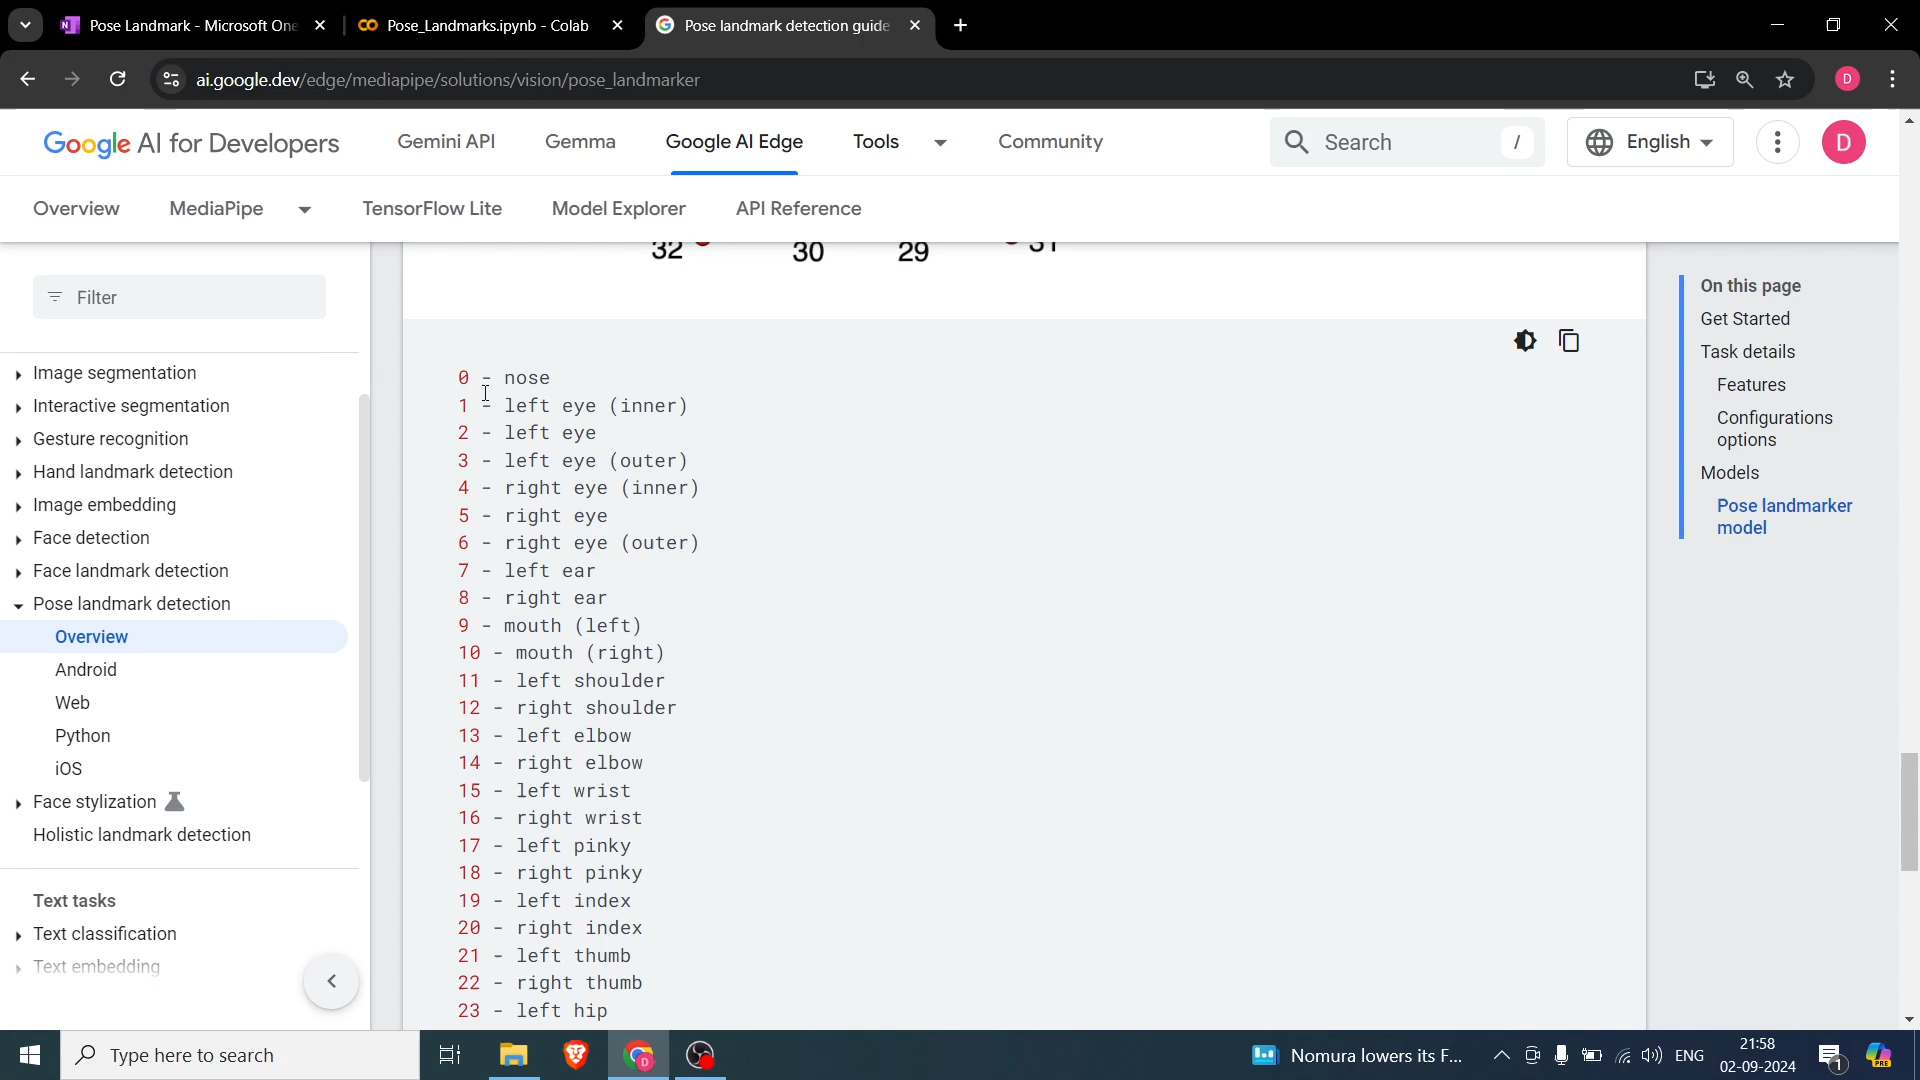 Pose Landmark - Microsoft One
Pose_Landmarks.ipynb - Colab
Pose landmark detection guide
ai.google.dev/edge/mediapipe/solutions/vision/pose_landmarker
D
Google AI for Developers
Gemini API
Gemma
Google AI Edge
Tools
Community
Search
/
English
D
Overview
MediaPipe
TensorFlow Lite
Model Explorer
API Reference
32
30
29
31
Filter
Image segmentation
Interactive segmentation
Gesture recognition
Hand landmark detection
Image embedding
Face detection
Face landmark detection
Pose landmark detection
Overview
Android
Web
Python
iOS
Face stylization
Holistic landmark detection
Text tasks
Text classification
Text embedding
0 - nose
1 - left eye (inner)
2 - left eye
3 - left eye (outer)
4 - right eye (inner)
5 - right eye
6 - right eye (outer)
7 - left ear
8 - right ear
9 - mouth (left)
10 - mouth (right)
11 - left shoulder
12 - right shoulder
13 - left elbow
14 - right elbow
15 - left wrist
16 - right wrist
17 - left pinky
18 - right pinky
19 - left index
20 - right index
21 - left thumb
22 - right thumb
23 - left hip
On this page
Get Started
Task details
Features
Configurations
options
Models
Pose landmarker
model
Type here to search
D
Nomura lowers its F...
ENG
21:58
02-09-2024
1
PRE